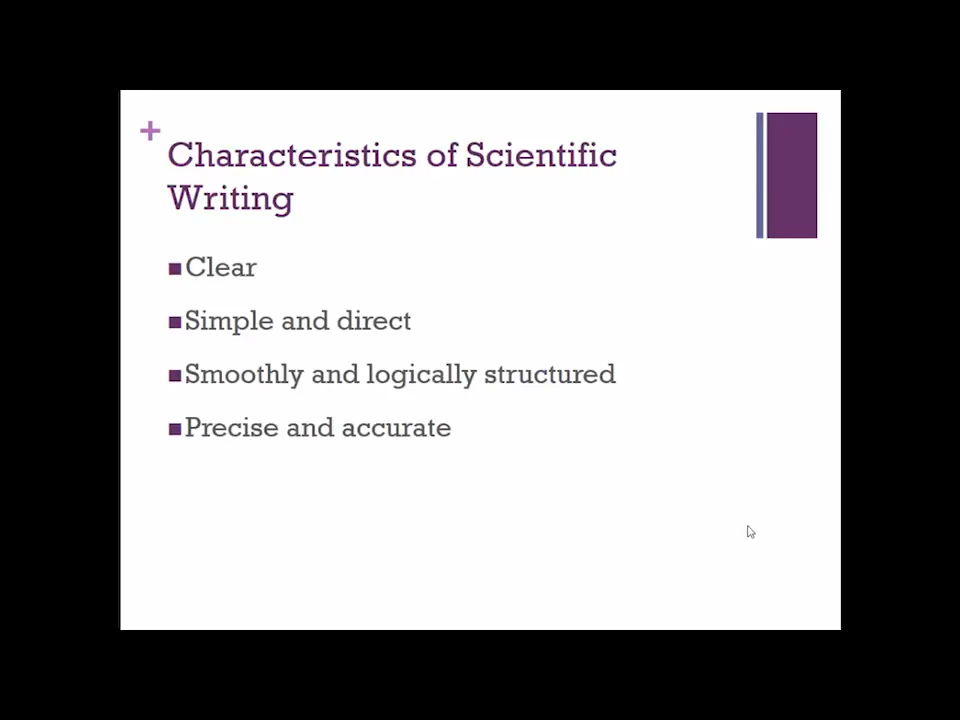 +
Characteristics of Scientific
Writing
■Clear
■Simple and direct
■Smoothly and logically structured
■Precise and accurate